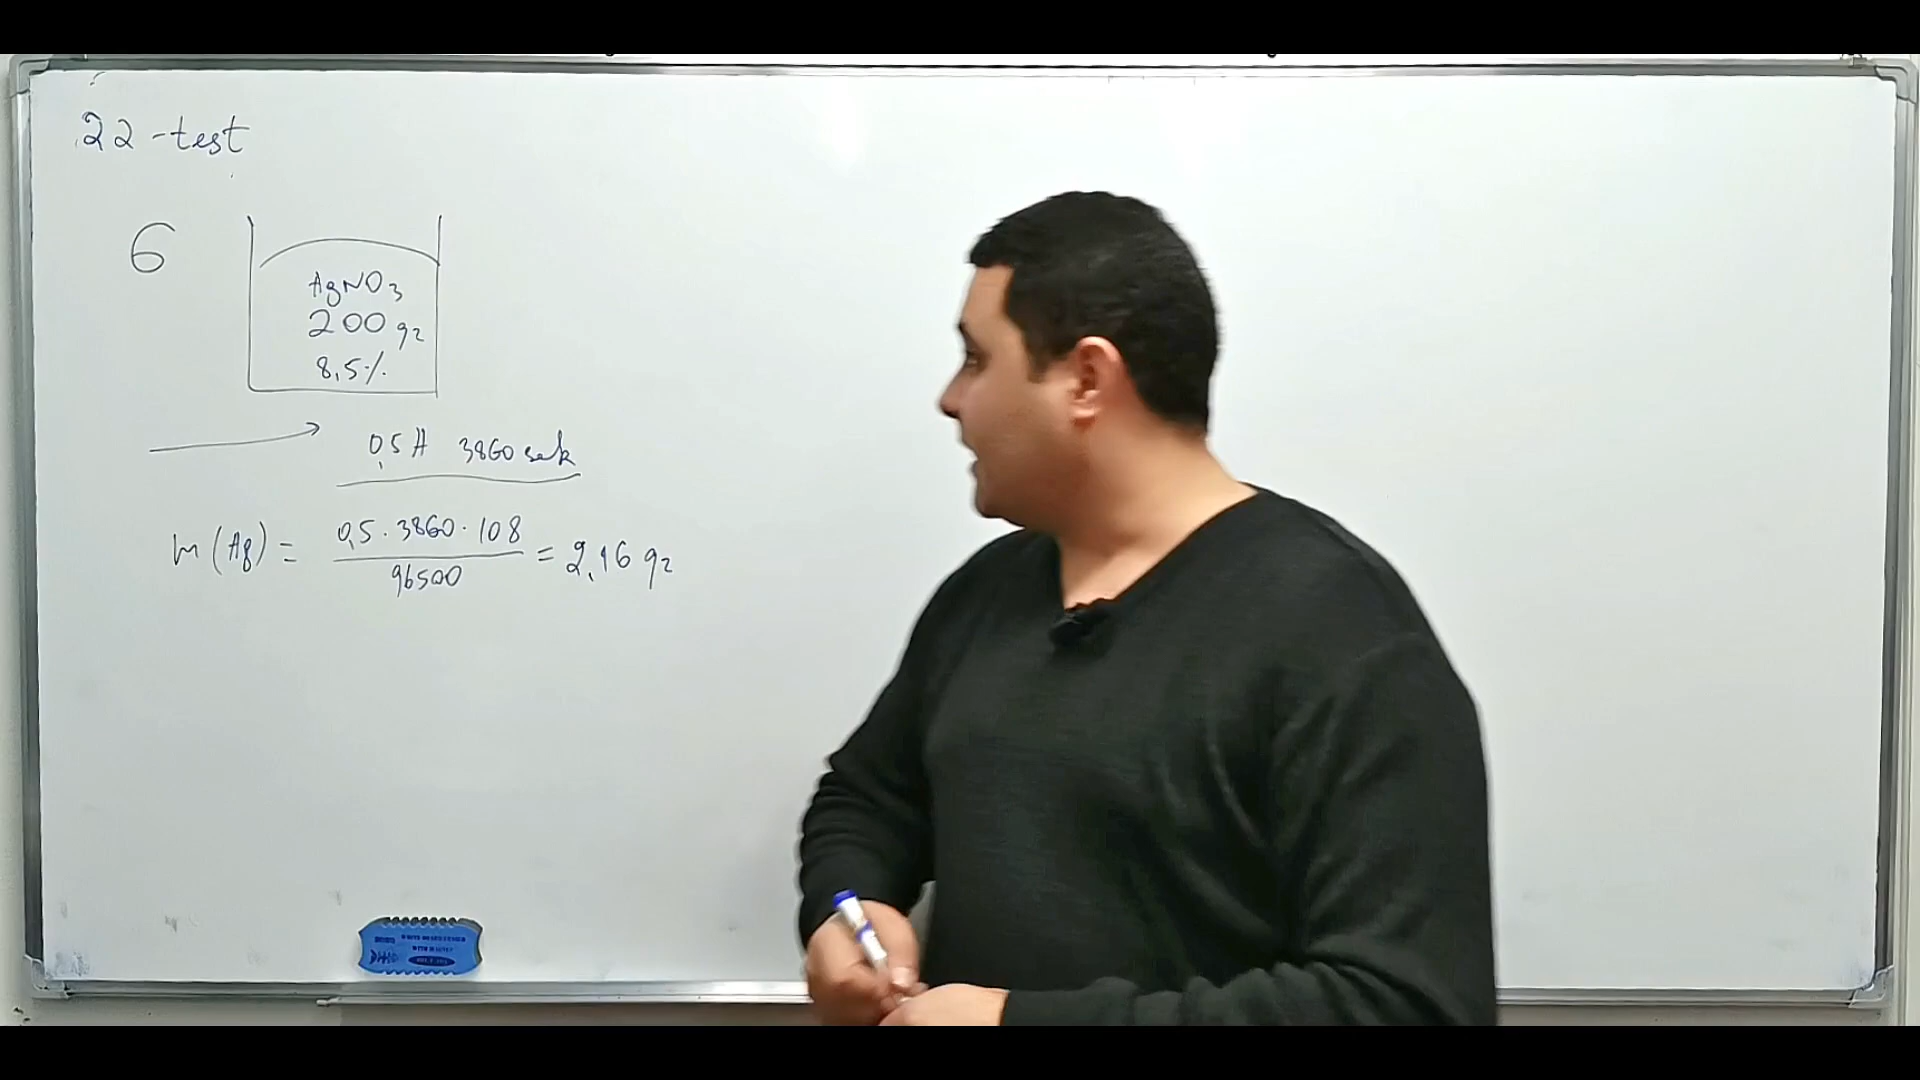 22-test
6
AgNO3
200 gr
8,5%
0,5 A 3860 sek
m(Ag) = 0,5 · 3860 · 108 / 96500 = 2,16 gr